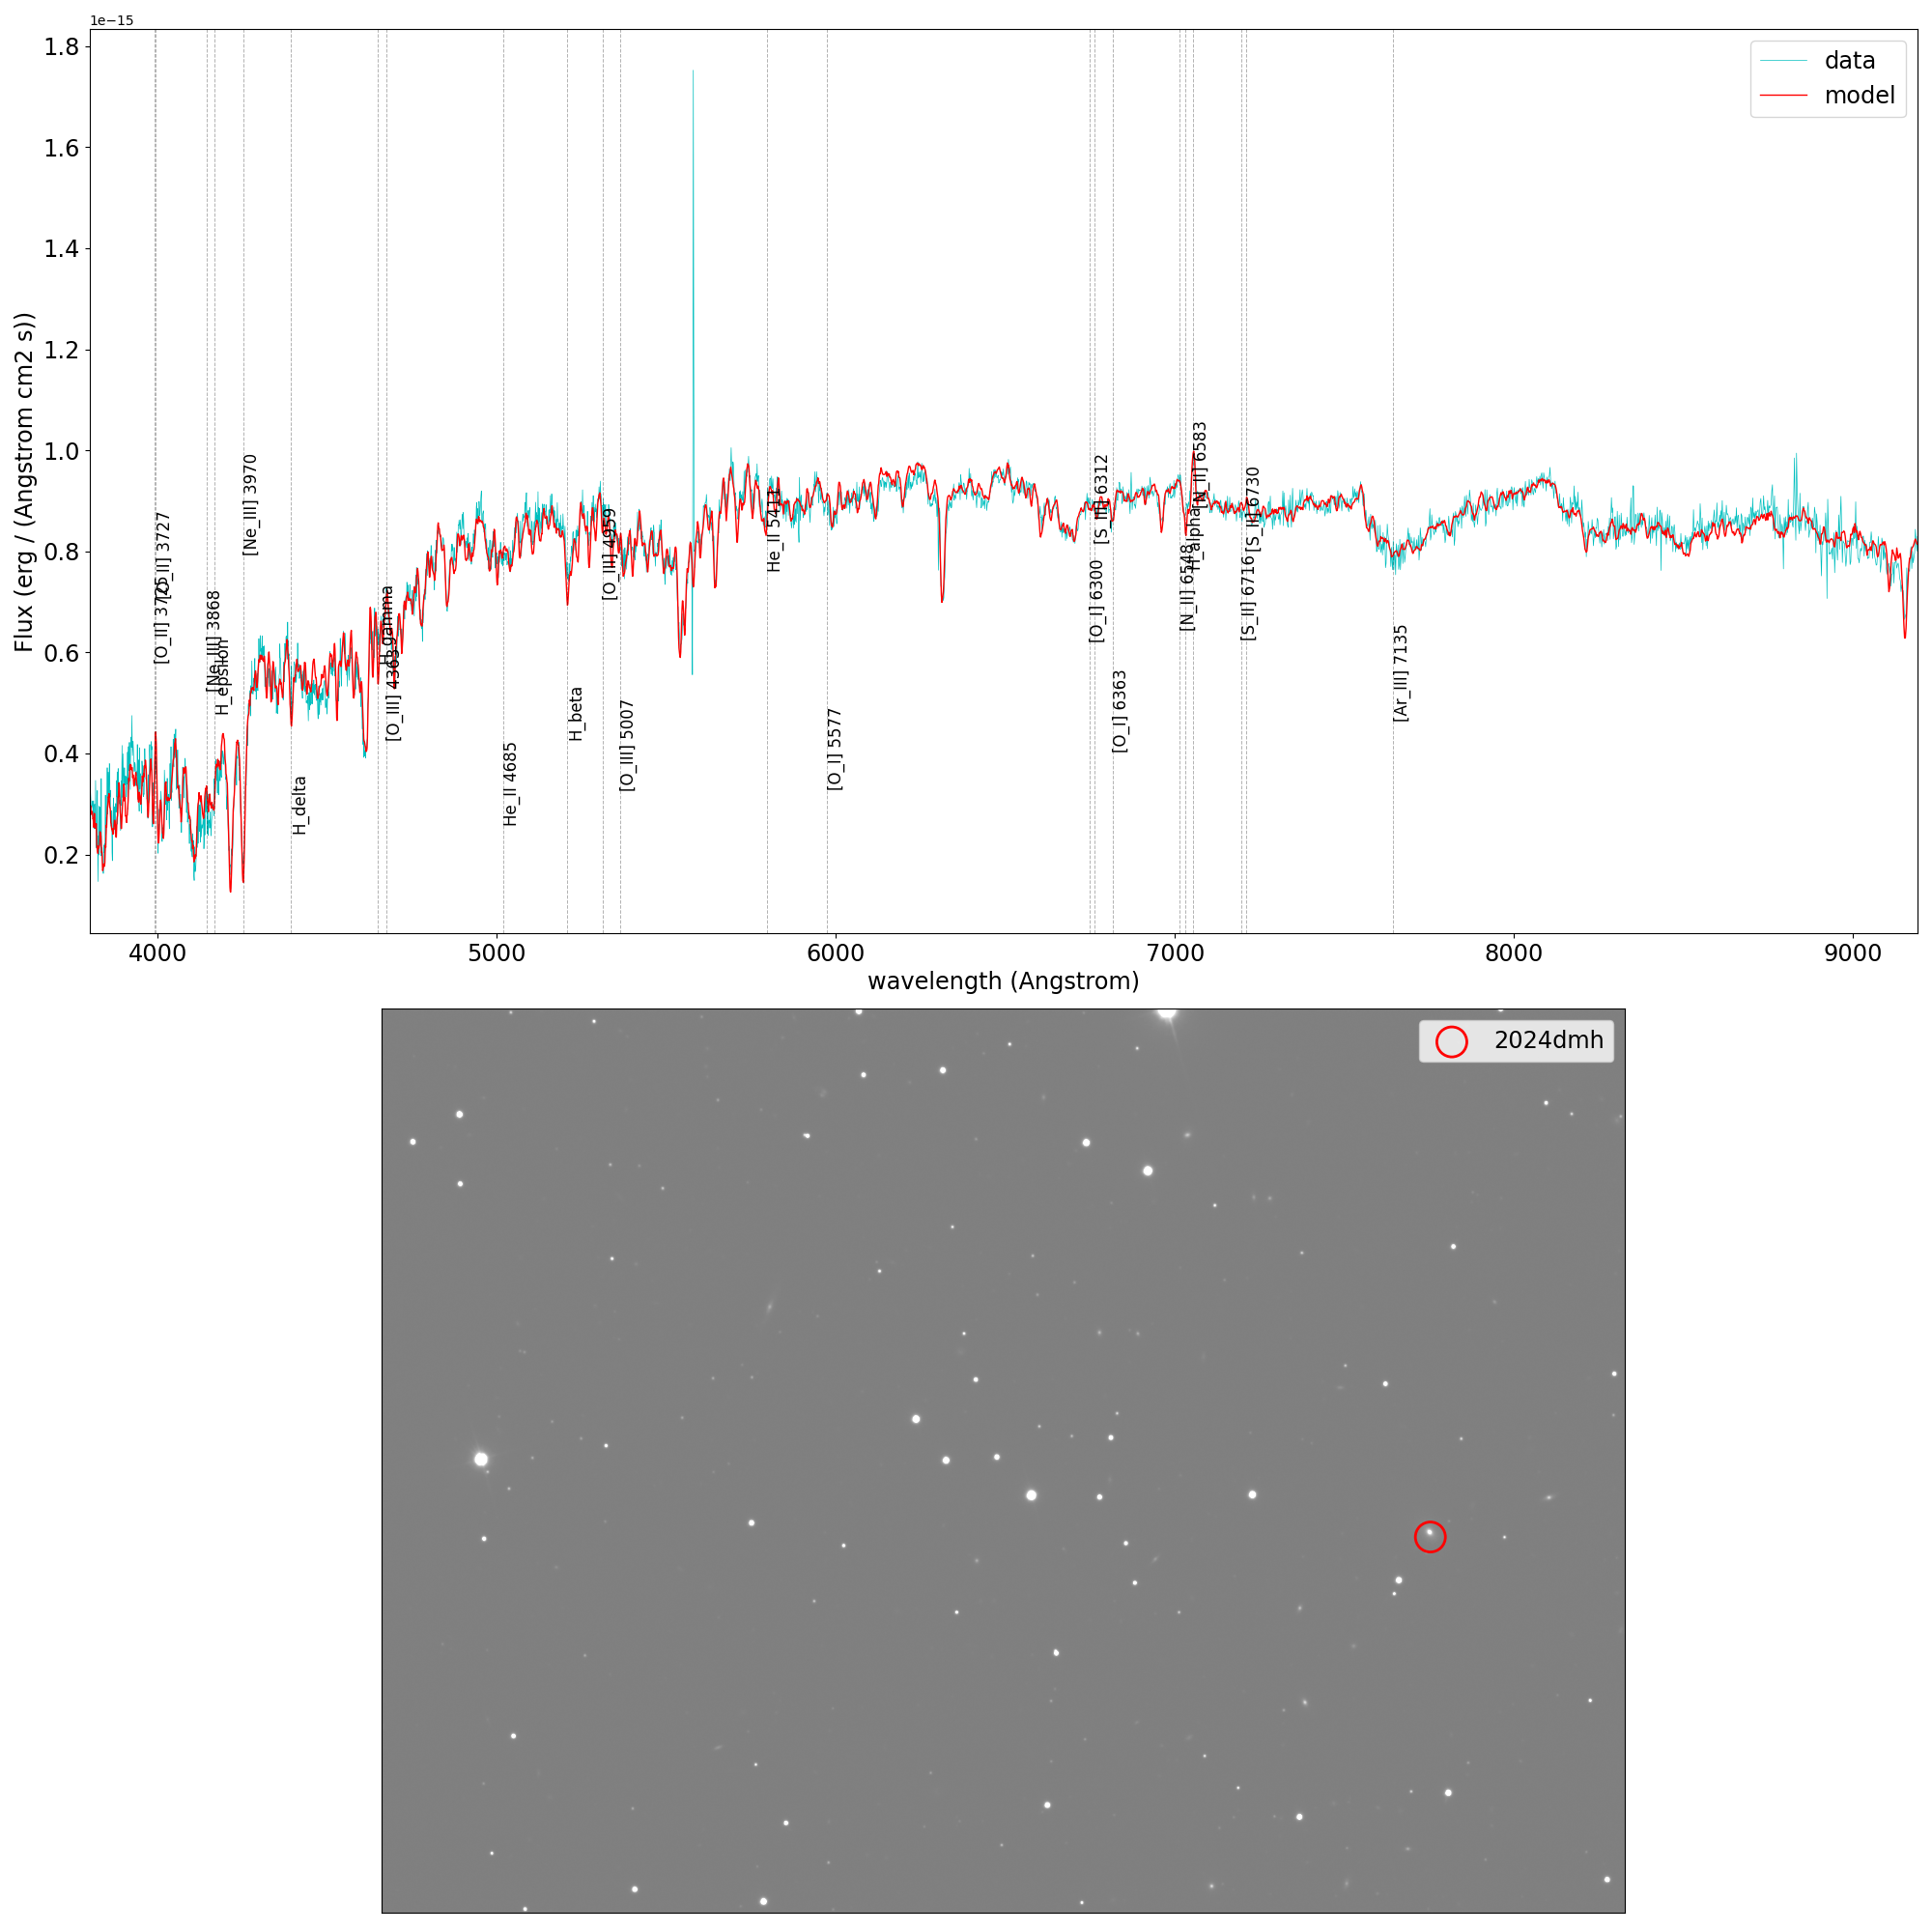 1e−15
1.8
1.6
1.4
1.2
1.0
0.8
0.6
0.4
0.2
Flux (erg / (Angstrom cm2 s))
data
model
[O_II] 3725
[O_II] 3727
[Ne_III] 3868
H_epsilon
[Ne_III] 3970
H_delta
H_gamma
[O_III] 4363
He_II 4685
H_beta
[O_III] 4959
[O_III] 5007
He_II 5411
[O_I] 5577
[O_I] 6300
[S_III] 6312
[O_I] 6363
[N_II] 6548
H_alpha
[N_II] 6583
[S_II] 6716
[S_II] 6730
[Ar_III] 7135
4000 5000 6000 7000 8000 9000
wavelength (Angstrom)
2024dmh